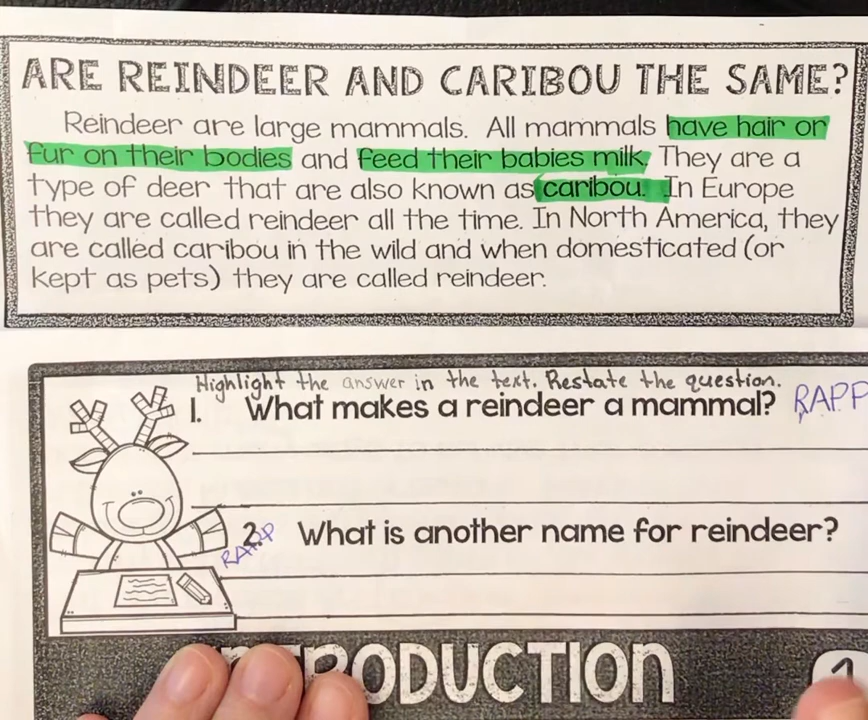 ARE REINDEER AND CARIBOU THE SAME?
Reindeer are large mammals. All mammals have hair or
fur on their bodies and feed their babies milk. They are a
type of deer that are also known as caribou. In Europe
they are called reindeer all the time. In North America, they
are called caribou in the wild and when domesticated (or
kept as pets) they are called reindeer.
Highlight the answer in the text. Restate the question.
1. What makes a reindeer a mammal? RAPP
2. What is another name for reindeer?
RAPP